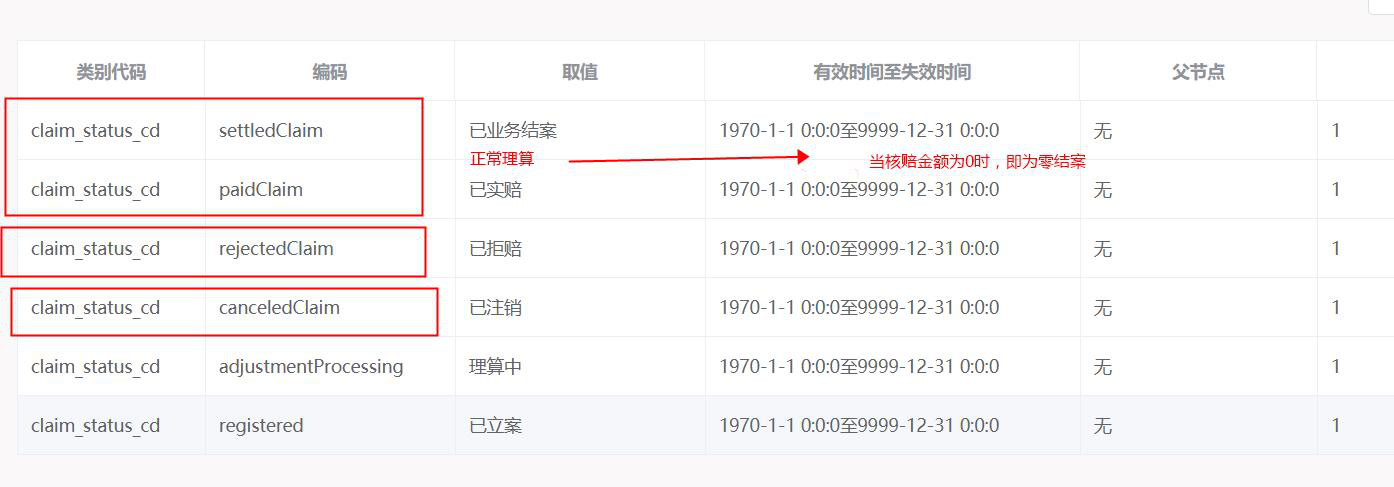 类别代码 编码 取值 有效时间至失效时间 父节点
claim_status_cd settledClaim 已业务结案 1970-1-1 0:0:0至9999-12-31 0:0:0 无 1
正常理算 当核赔金额为0时，即为零结案
claim_status_cd paidClaim 已实赔 1970-1-1 0:0:0至9999-12-31 0:0:0 无 1
claim_status_cd rejectedClaim 已拒赔 1970-1-1 0:0:0至9999-12-31 0:0:0 无 1
claim_status_cd canceledClaim 已注销 1970-1-1 0:0:0至9999-12-31 0:0:0 无 1
claim_status_cd adjustmentProcessing 理算中 1970-1-1 0:0:0至9999-12-31 0:0:0 无 1
claim_status_cd registered 已立案 1970-1-1 0:0:0至9999-12-31 0:0:0 无 1